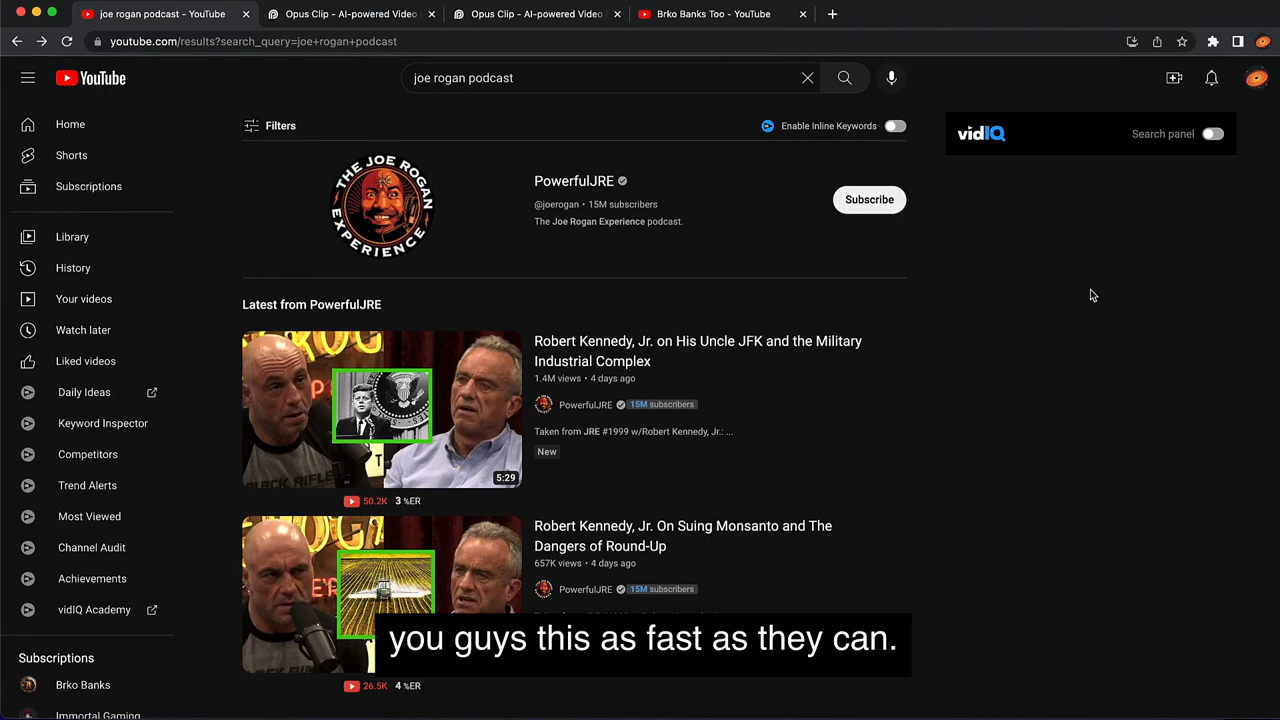 joe rogan podcast - YouTube
Opus Clip - AI-powered Video
Opus Clip - AI-powered Video
Brko Banks Too - YouTube
youtube.com/results?search_query=joe+rogan+podcast
YouTube
joe rogan podcast
Home
Shorts
Subscriptions
Library
History
Your videos
Watch later
Liked videos
Daily Ideas
Keyword Inspector
Competitors
Trend Alerts
Most Viewed
Channel Audit
Achievements
vidIQ Academy
Subscriptions
Brko Banks
Immortal Gaming
Filters
Enable Inline Keywords
THE JOE ROGAN
EXPERIENCE
PowerfulJRE
@joerogan • 15M subscribers
The Joe Rogan Experience podcast.
Subscribe
Latest from PowerfulJRE
5:29
50.2K 3 %ER
Robert Kennedy, Jr. on His Uncle JFK and the Military
Industrial Complex
1.4M views • 4 days ago
PowerfulJRE 15M subscribers
Taken from JRE #1999 w/Robert Kennedy, Jr.: ...
New
Robert Kennedy, Jr. On Suing Monsanto and The
Dangers of Round-Up
657K views • 4 days ago
PowerfulJRE 15M subscribers
26.5K 4 %ER
you guys this as fast as they can.
vidIQ
Search panel